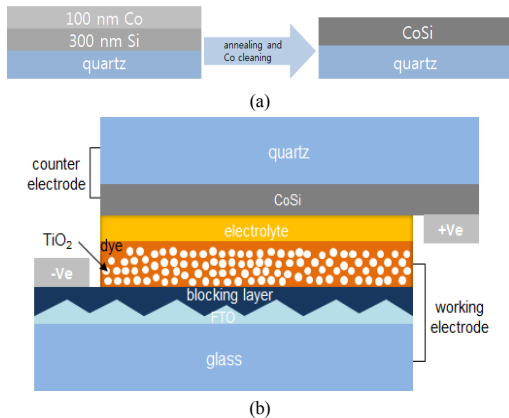 100 nm Co
300 nm Si
quartz
annealing and
Co cleaning
CoSi
quartz
(a)
quartz
counter
electrode
CoSi
electrolyte
+Ve
TiO2
dye
-Ve
blocking layer
FTO
working
electrode
glass
(b)